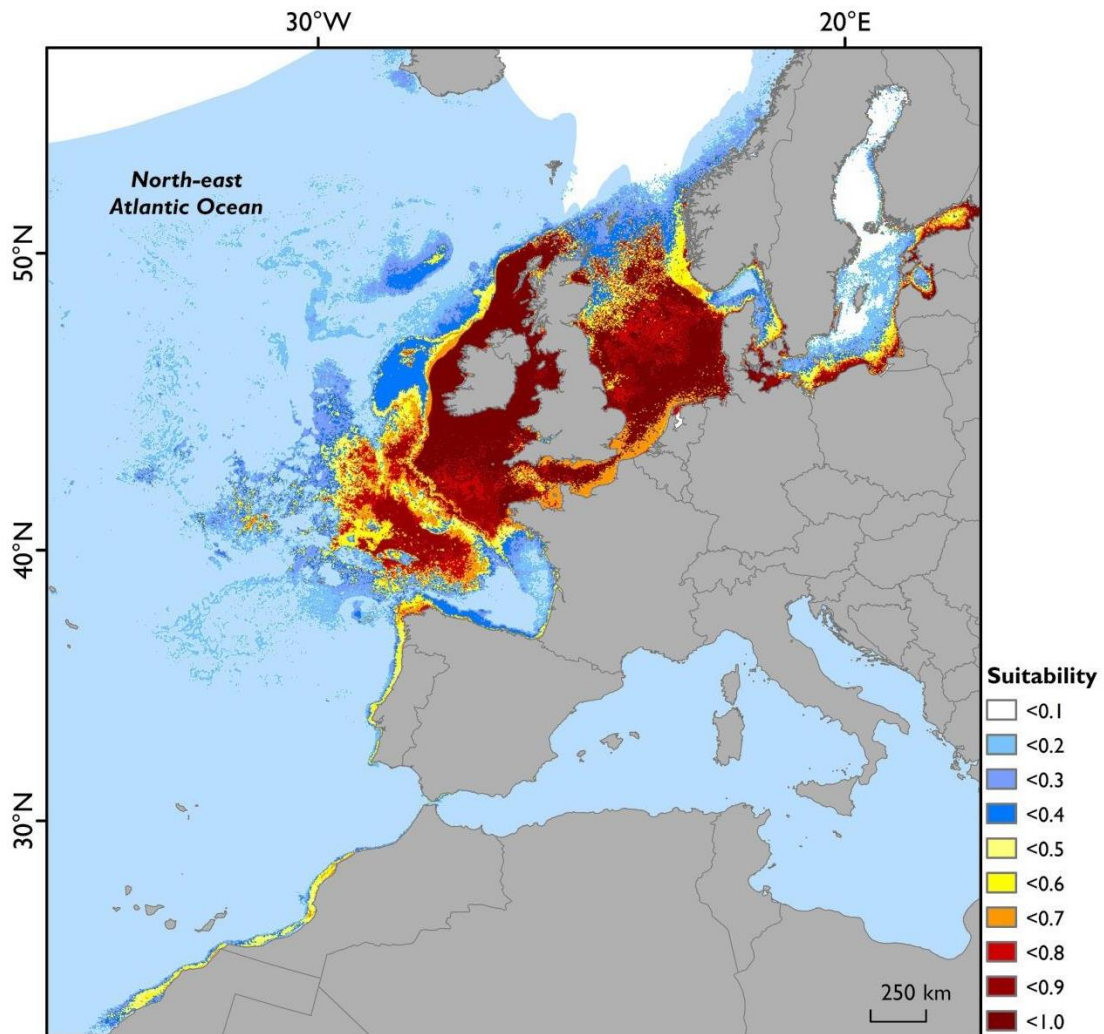 30°W
20°E
North-east
Atlantic Ocean
50°N
40°N
30°N
Suitability
<0.1
<0.2
<0.3
<0.4
<0.5
<0.6
<0.7
<0.8
<0.9
<1.0
250 km